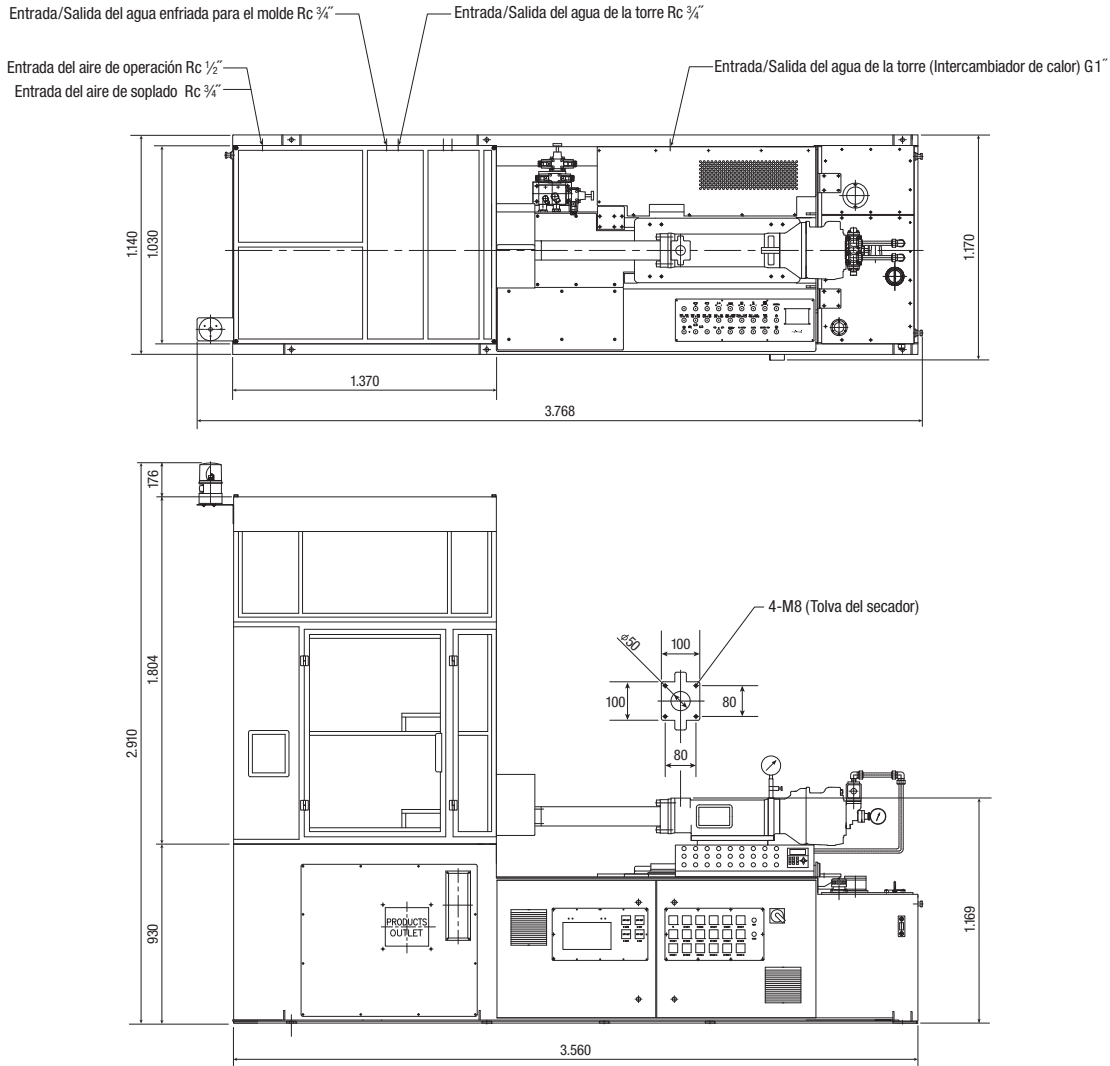 Entrada/Salida del agua enfriada para el molde Rc ¾˝
Entrada/Salida del agua de la torre Rc ¾˝
Entrada del aire de operación Rc ½˝
Entrada/Salida del agua de la torre (Intercambiador de calor) G1˝
Entrada del aire de soplado Rc ¾˝
1.140
1.030
1.170
1.370
3.768
176
4-M8 (Tolva del secador)
ø50
100
1.804
100
80
2.910
80
PRODUCTS
OUTLET
930
1.169
3.560